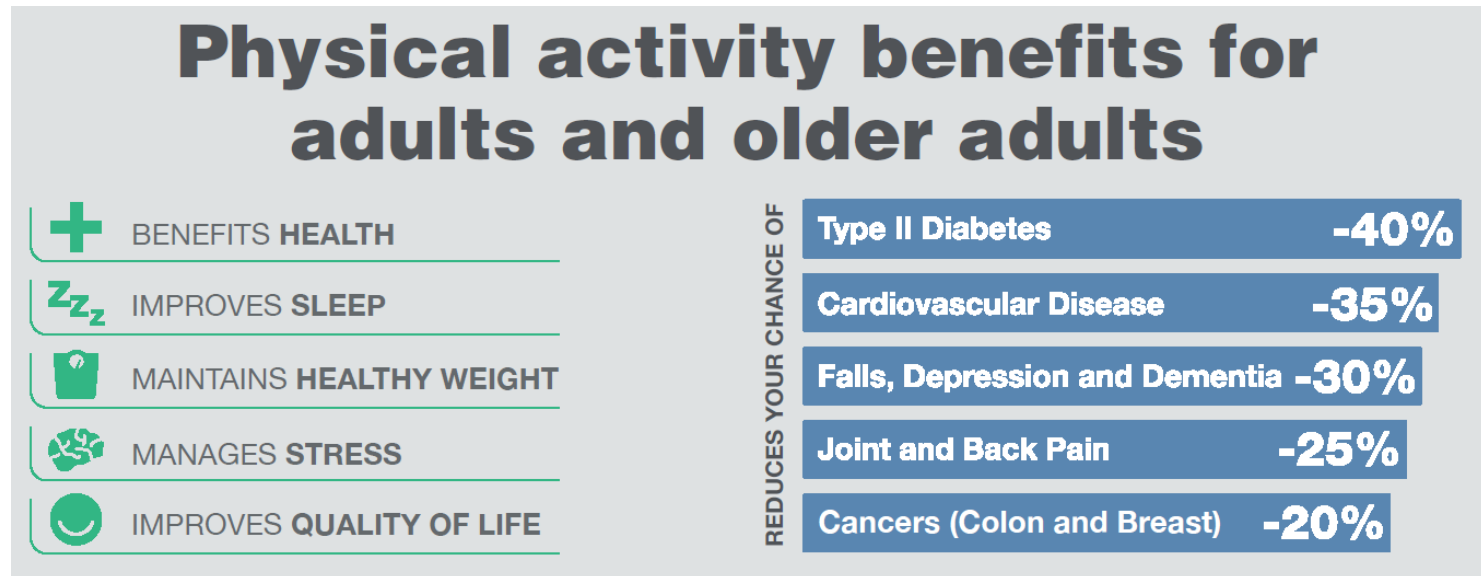 Physical activity benefits for
adults and older adults
BENEFITS HEALTH
zzz
IMPROVES SLEEP
MAINTAINS HEALTHY WEIGHT
MANAGES STRESS
IMPROVES QUALITY OF LIFE
REDUCES YOUR CHANCE OF
Type II Diabetes -40%
Cardiovascular Disease -35%
Falls, Depression and Dementia -30%
Joint and Back Pain -25%
Cancers (Colon and Breast) -20%